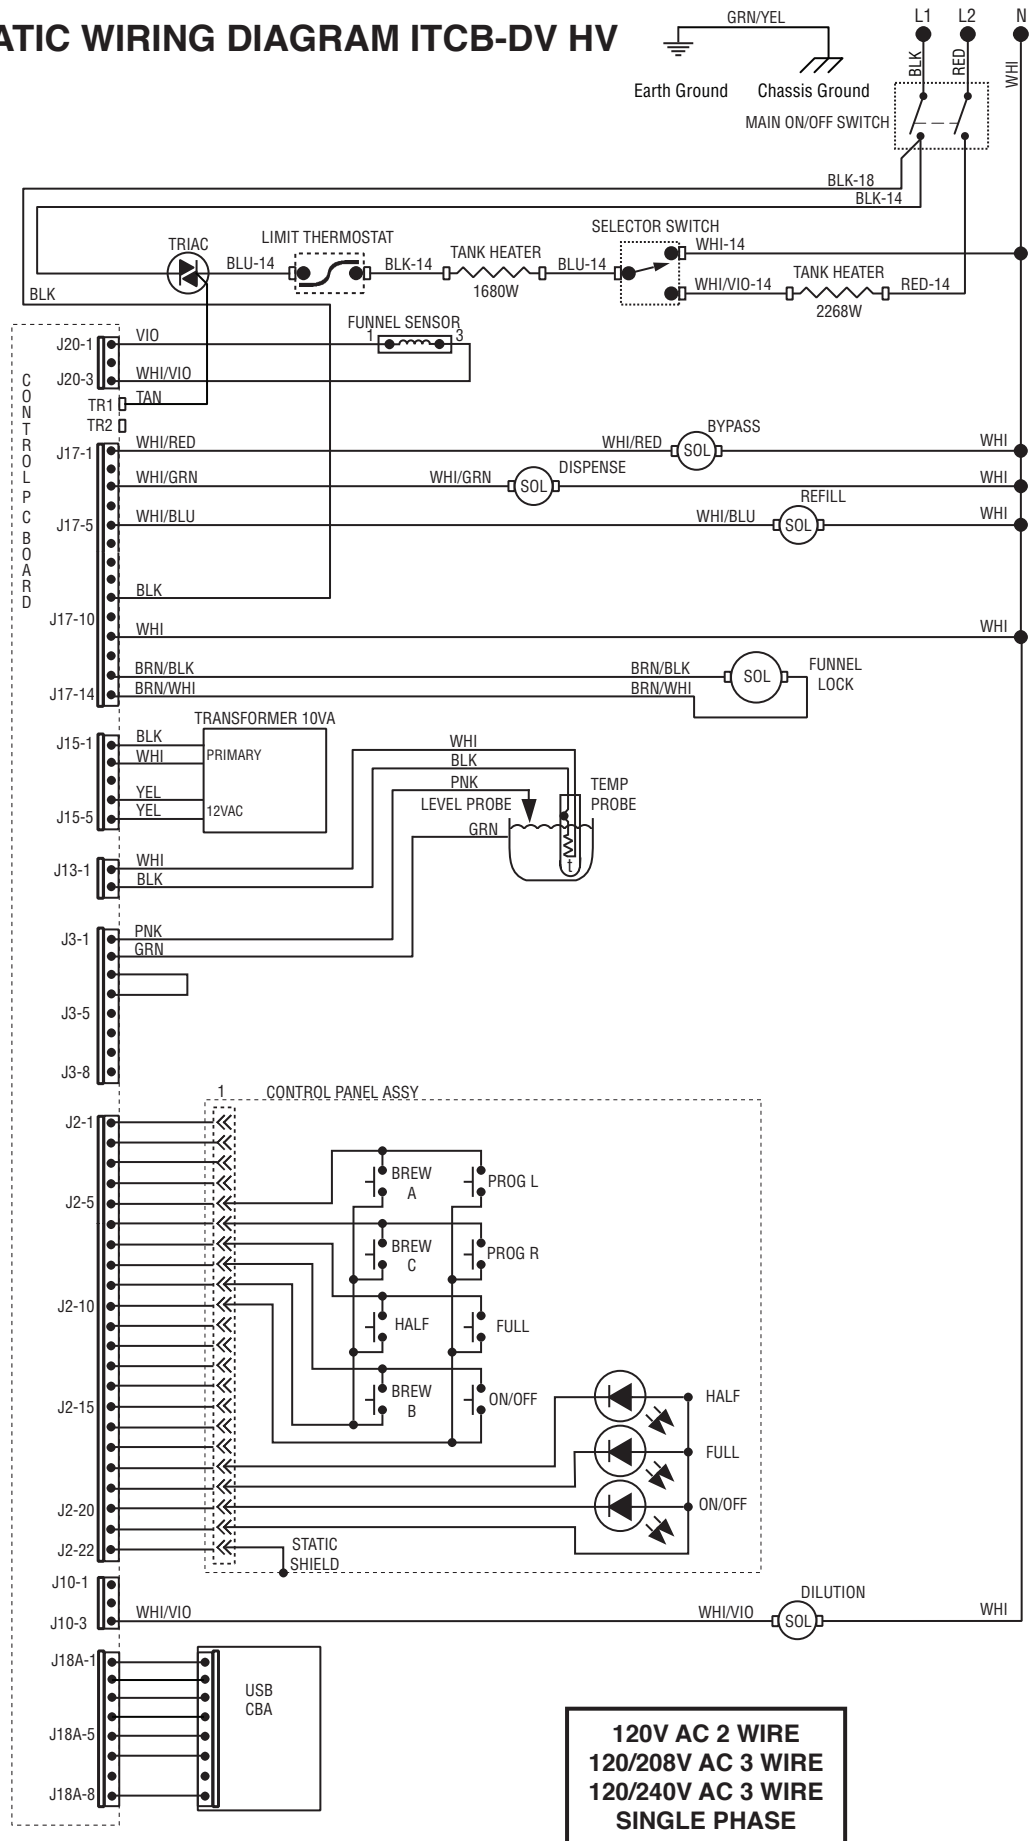 ATIC WIRING DIAGRAM ITCB-DV HV
GRN/YEL
L1
L2
N
BLK
RED
WHI
Earth Ground
Chassis Ground
MAIN ON/OFF SWITCH
BLK-18
BLK-14
SELECTOR SWITCH
TRIAC
LIMIT THERMOSTAT
TANK HEATER
WHI-14
BLU-14
BLK-14
1680W
BLU-14
WHI/VIO-14
TANK HEATER
2268W
RED-14
BLK
FUNNEL SENSOR
1
3
CONTROL PC BOARD
J20-1
VIO
J20-3
WHI/VIO
TR1
TAN
TR2
J17-1
WHI/RED
WHI/RED
SOL
BYPASS
WHI
WHI/GRN
WHI/GRN
SOL
DISPENSE
WHI
J17-5
WHI/BLU
WHI/BLU
SOL
REFILL
WHI
BLK
J17-10
WHI
WHI
BRN/BLK
BRN/BLK
SOL
FUNNEL
LOCK
J17-14
BRN/WHI
BRN/WHI
TRANSFORMER 10VA
J15-1
BLK
WHI
PRIMARY
YEL
J15-5
YEL
12VAC
WHI
BLK
PNK
LEVEL PROBE
GRN
TEMP
PROBE
t
J13-1
WHI
BLK
J3-1
PNK
GRN
J3-5
J3-8
1
CONTROL PANEL ASSY
J2-1
J2-5
J2-10
J2-15
J2-20
J2-22
BREW
A
PROG L
BREW
C
PROG R
HALF
FULL
BREW
B
ON/OFF
HALF
FULL
ON/OFF
STATIC
SHIELD
J10-1
J10-3
WHI/VIO
WHI/VIO
SOL
DILUTION
WHI
J18A-1
J18A-5
J18A-8
USB
CBA
120V AC 2 WIRE
120/208V AC 3 WIRE
120/240V AC 3 WIRE
SINGLE PHASE